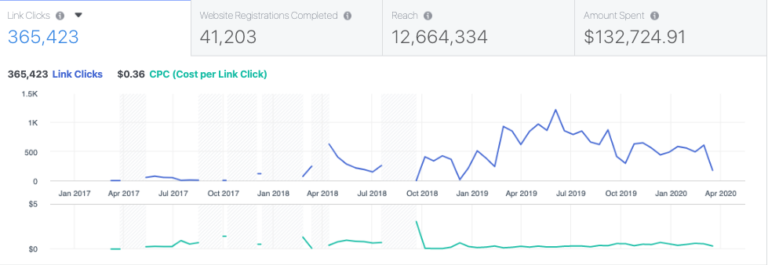 Link Clicks
Website Registrations Completed
Reach
Amount Spent
365,423
41,203
12,664,334
$132,724.91
365,423 Link Clicks $0.36 CPC (Cost per Link Click)
1.5K
1K
500
0
Jan 2017 Apr 2017 Jul 2017 Oct 2017 Jan 2018 Apr 2018 Jul 2018 Oct 2018 Jan 2019 Apr 2019 Jul 2019 Oct 2019 Jan 2020 Apr 2020
$5
$0